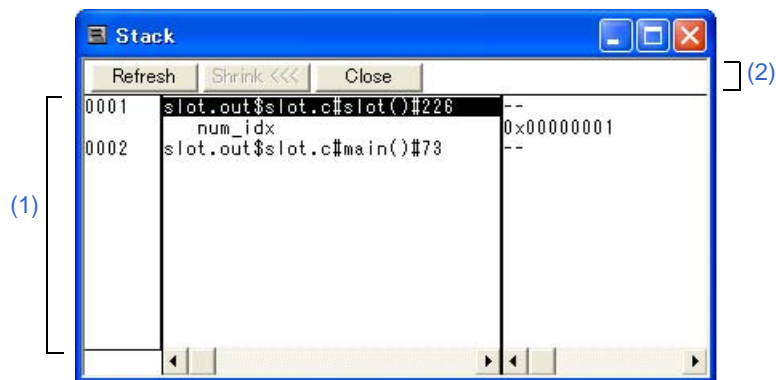 Stack
Refresh Shrink <<< Close (2)
0001 slot.out$slot.c#slot()#226 --
num_idx 0x00000001
0002 slot.out$slot.c#main()#73 --
(1)